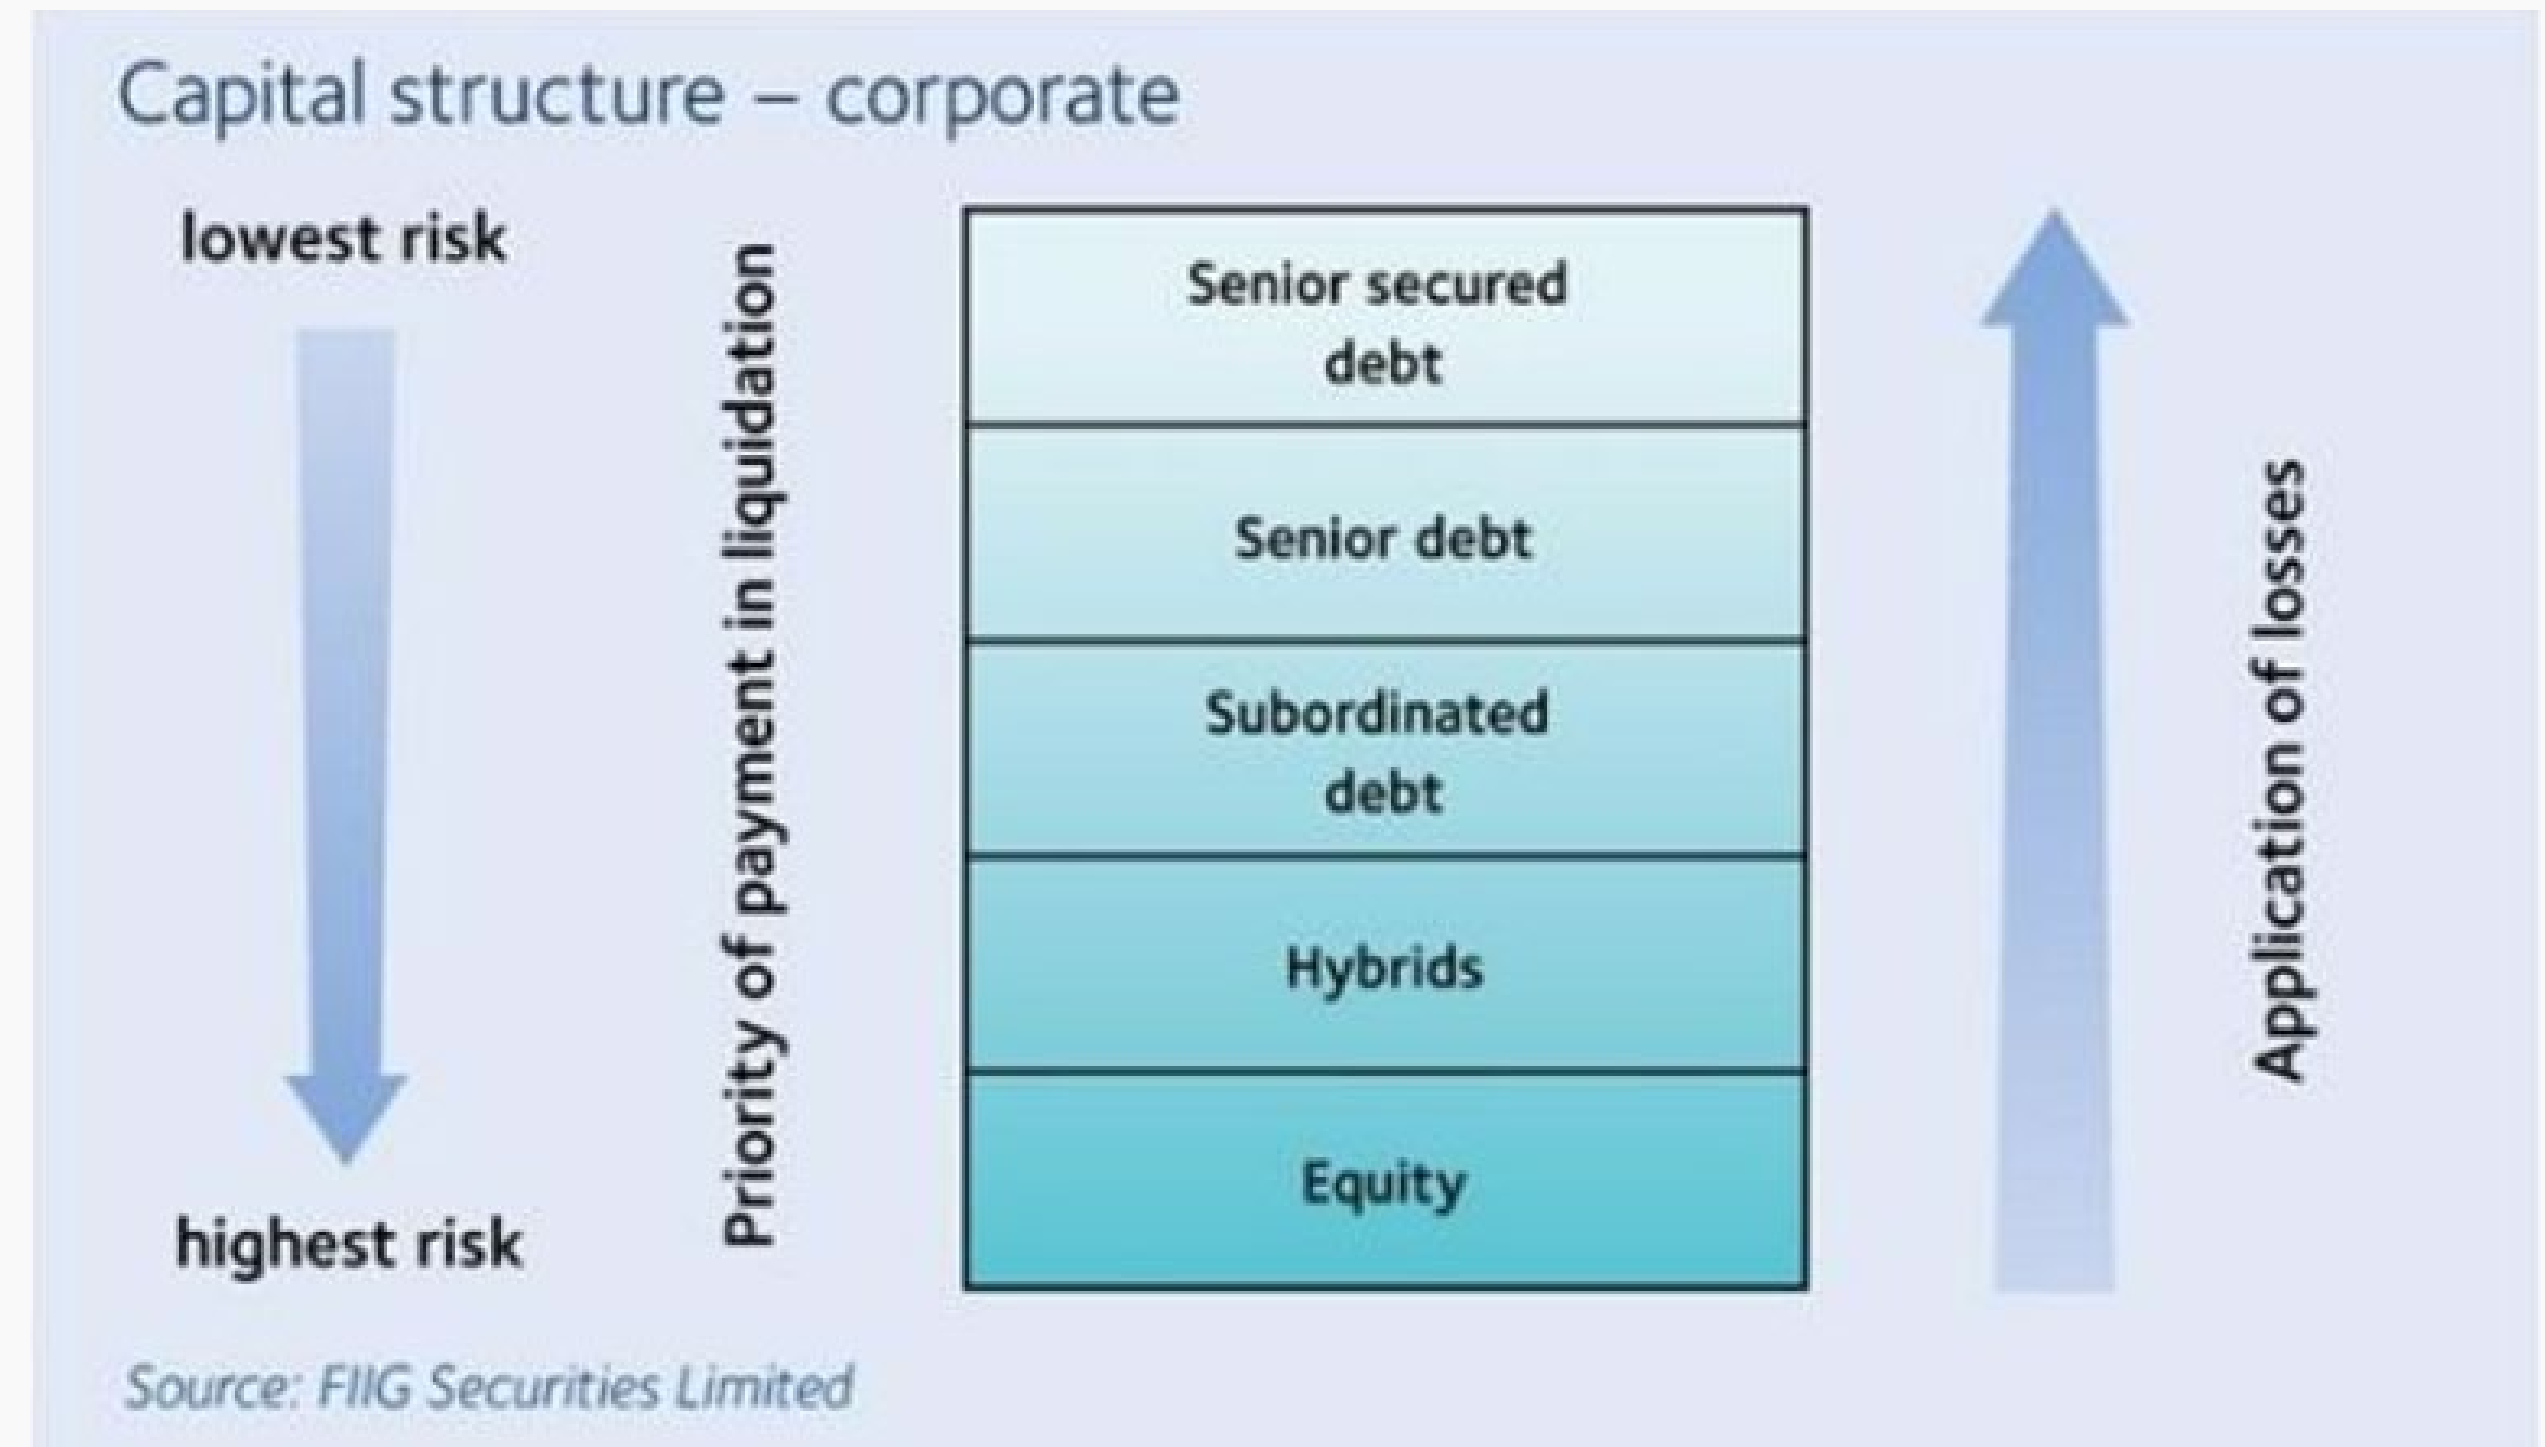 Capital structure – corporate
lowest risk
highest risk
Priority of payment in liquidation
Senior secured
debt
Senior debt
Subordinated
debt
Hybrids
Equity
Application of losses
Source: FIIG Securities Limited